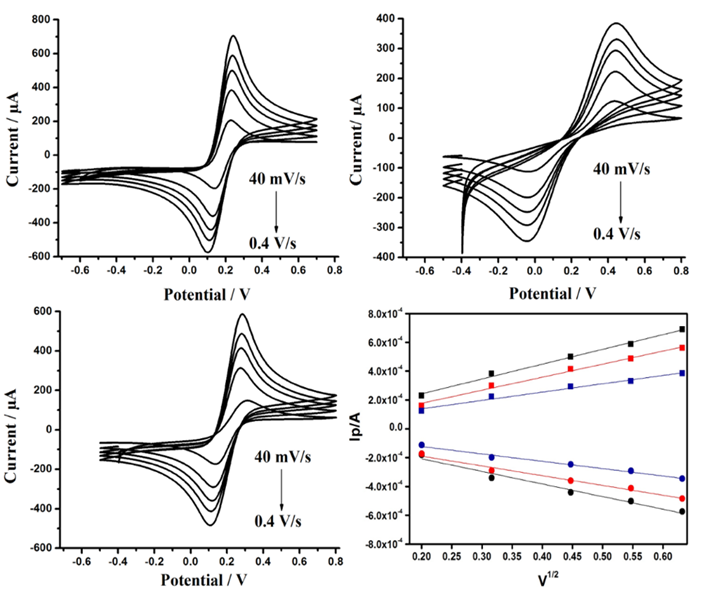 800
600
400
200
0
-200
-400
-600
Current / µA
40 mV/s
0.4 V/s
-0.6 -0.4 -0.2 0.0 0.2 0.4 0.6 0.8
Potential / V
400
300
200
100
0
-100
-200
-300
-400
Current/ µA
40 mV/s
0.4 V/s
-0.6 -0.4 -0.2 0.0 0.2 0.4 0.6 0.8
Potential / V
600
400
200
0
-200
-400
-600
Current / µA
40 mV/s
0.4 V/s
-0.6 -0.4 -0.2 0.0 0.2 0.4 0.6 0.8
Potential / V
8.0x10⁻⁴
6.0x10⁻⁴
4.0x10⁻⁴
2.0x10⁻⁴
0.0
-2.0x10⁻⁴
-4.0x10⁻⁴
-6.0x10⁻⁴
-8.0x10⁻⁴
Ip/A
0.20 0.25 0.30 0.35 0.40 0.45 0.50 0.55 0.60
V¹/²